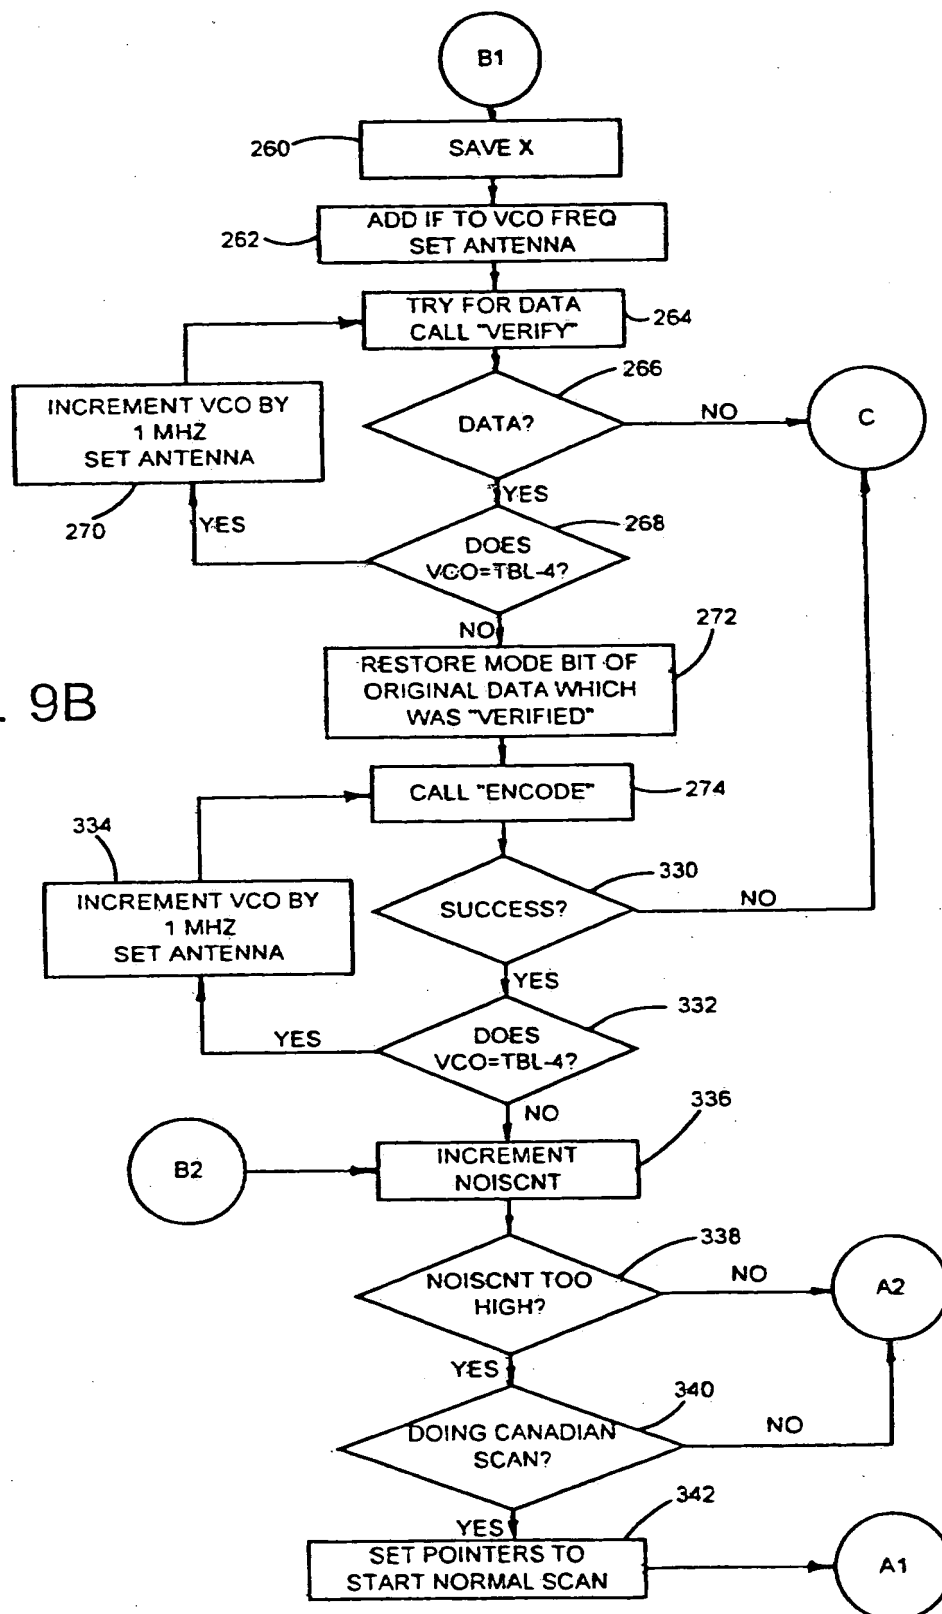 B1
260
SAVE X
262
ADD IF TO VCO FREQ
SET ANTENNA
TRY FOR DATA
CALL "VERIFY"
264
266
INCREMENT VCO BY
1 MHZ
SET ANTENNA
270
DATA?
NO
C
YES
YES
268
DOES
VCO=TBL-4?
NO
272
RESTORE MODE BIT OF
ORIGINAL DATA WHICH
WAS "VERIFIED"
. 9B
CALL "ENCODE"
274
334
INCREMENT VCO BY
1 MHZ
SET ANTENNA
330
SUCCESS?
NO
YES
332
YES
DOES
VCO=TBL-4?
NO
336
B2
INCREMENT
NOISCNT
338
NOISCNT TOO
HIGH?
NO
A2
YES
340
DOING CANADIAN
SCAN?
NO
YES
342
SET POINTERS TO
START NORMAL SCAN
A1